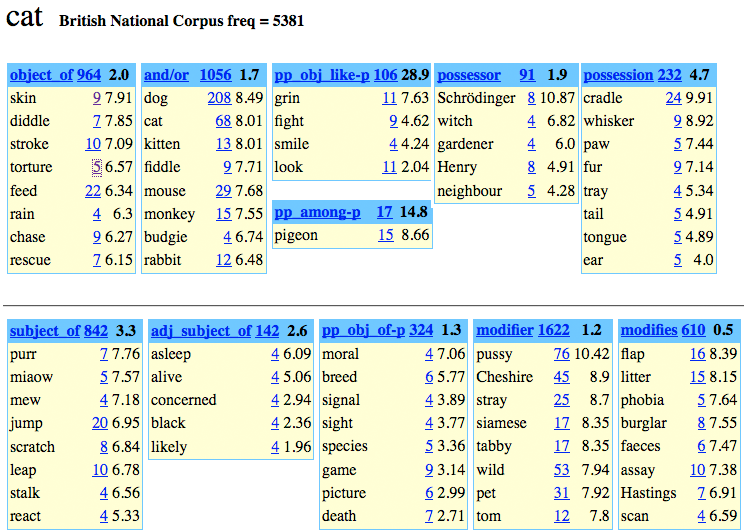 cat British National Corpus freq = 5381
object_of 964 2.0
skin 9 7.91
diddle 7 7.85
stroke 10 7.09
torture 5 6.57
feed 22 6.34
rain 4 6.3
chase 9 6.27
rescue 7 6.15
and/or 1056 1.7
dog 208 8.49
cat 68 8.01
kitten 13 8.01
fiddle 9 7.71
mouse 29 7.68
monkey 15 7.55
budgie 4 6.74
rabbit 12 6.48
pp_obj_like-p 106 28.9
grin 11 7.63
fight 9 4.62
smile 4 4.24
look 11 2.04
pp_among-p 17 14.8
pigeon 15 8.66
possessor 91 1.9
Schrödinger 8 10.87
witch 4 6.82
gardener 4 6.0
Henry 8 4.91
neighbour 5 4.28
possession 232 4.7
cradle 24 9.91
whisker 9 8.92
paw 5 7.44
fur 9 7.14
tray 4 5.34
tail 5 4.91
tongue 5 4.89
ear 5 4.0
subject_of 842 3.3
purr 7 7.76
miaow 5 7.57
mew 4 7.18
jump 20 6.95
scratch 8 6.84
leap 10 6.78
stalk 4 6.56
react 4 5.33
adj_subject_of 142 2.6
asleep 4 6.09
alive 4 5.06
concerned 4 2.94
black 4 2.36
likely 4 1.96
pp_obj_of-p 324 1.3
moral 4 7.06
breed 6 5.77
signal 4 3.89
sight 4 3.77
species 5 3.36
game 9 3.14
picture 6 2.99
death 7 2.71
modifier 1622 1.2
pussy 76 10.42
Cheshire 45 8.9
stray 25 8.7
siamese 17 8.35
tabby 17 8.35
wild 53 7.94
pet 31 7.92
tom 12 7.8
modifies 610 0.5
flap 16 8.39
litter 15 8.15
phobia 5 7.64
burglar 8 7.55
faeces 6 7.47
assay 10 7.38
Hastings 7 6.91
scan 4 6.59